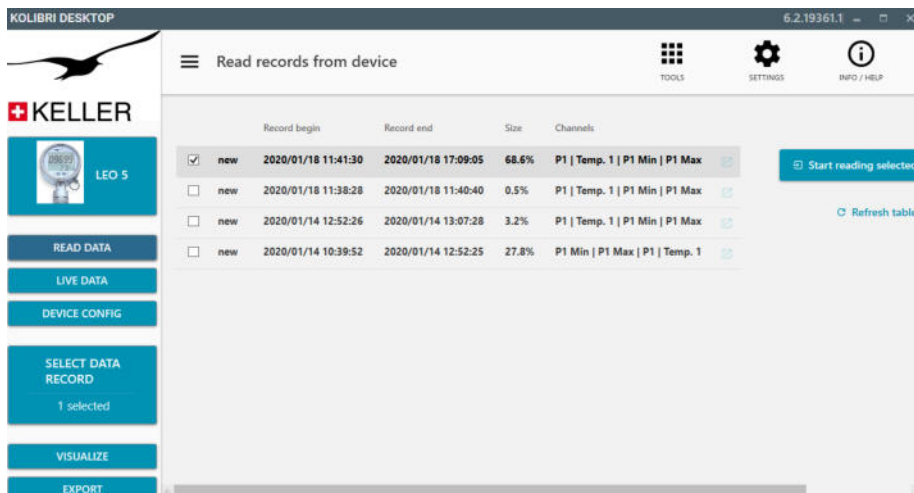 KOLIBRI DESKTOP
6.2.19361.1
Read records from device
TOOLS
SETTINGS
INFO / HELP
KELLER
LEO 5
Record begin Record end Size Channels
new 2020/01/18 11:41:30 2020/01/18 17:09:05 68.6% P1 | Temp. 1 | P1 Min | P1 Max
Start reading selected
new 2020/01/18 11:38:28 2020/01/18 11:40:40 0.5% P1 | Temp. 1 | P1 Min | P1 Max
Refresh table
new 2020/01/14 12:52:26 2020/01/14 13:07:28 3.2% P1 | Temp. 1 | P1 Min | P1 Max
new 2020/01/14 10:39:52 2020/01/14 12:52:25 27.8% P1 Min | P1 Max | P1 | Temp. 1
READ DATA
LIVE DATA
DEVICE CONFIG
SELECT DATA
RECORD
1 selected
VISUALIZE
EXPORT